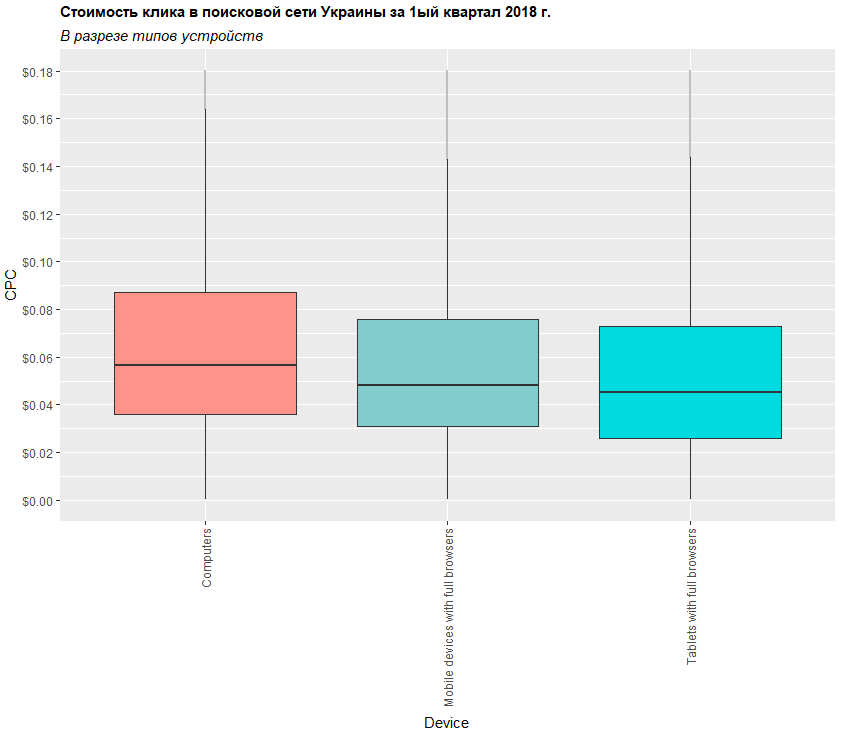 Стоимость клика в поисковой сети Украины за 1ый квартал 2018 г.
В разрезе типов устройств
$0.18
$0.16
$0.14
$0.12
$0.10
$0.08
$0.06
$0.04
$0.02
$0.00
CPC
Computers
Mobile devices with full browsers
Tablets with full browsers
Device